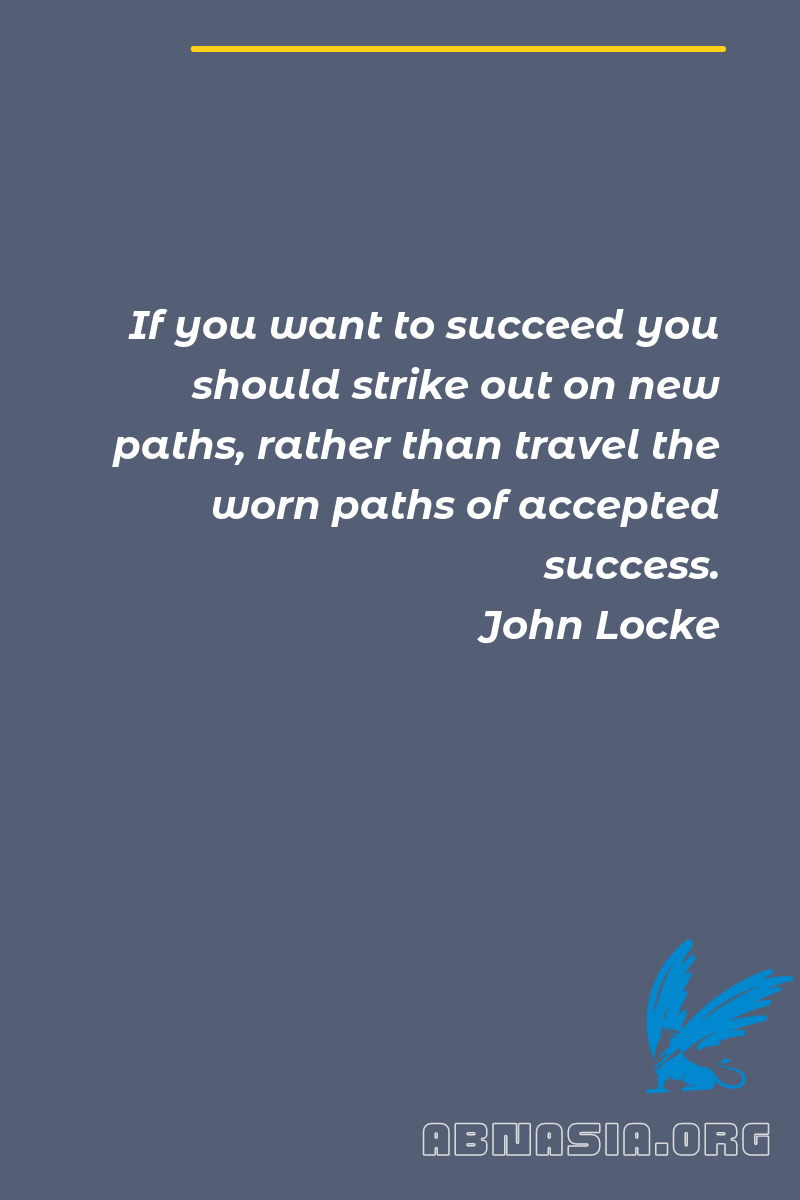 If you want to succeed you
should strike out on new
paths, rather than travel the
worn paths of accepted
success.
John Locke
ABNASIA.ORG